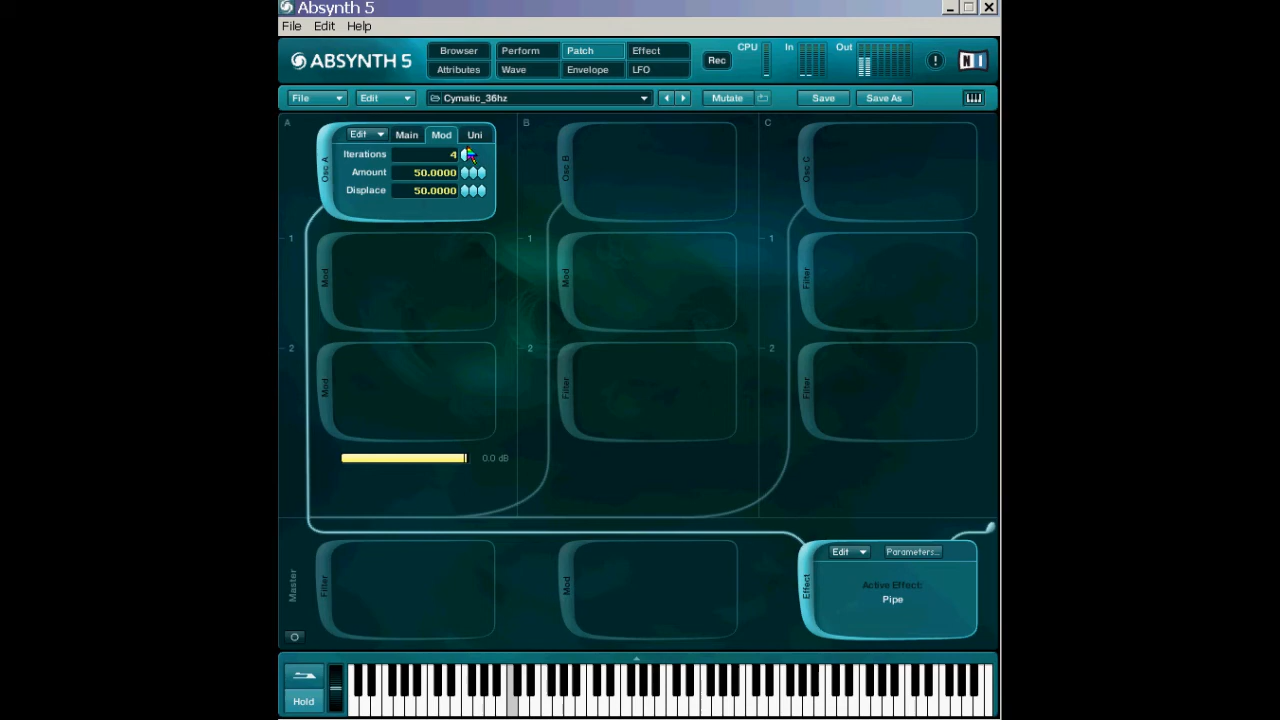 Absynth 5
File Edit Help
ABSYNTH 5
Browser Perform Patch Effect
Attributes Wave Envelope LFO
Rec CPU In Out ! NI
File Edit Cymatic_36hz Mutate Save Save As
A B C
Osc A Edit Main Mod Uni
Iterations 4
Amount 50.0000
Displace 50.0000
Osc B
Osc C
1 Mod 1 Mod 1 Filter
2 Mod 2 Filter 2 Filter
0.0 dB
Master Filter Mod Effect
Edit Parameters...
Active Effect:
Pipe
Hold